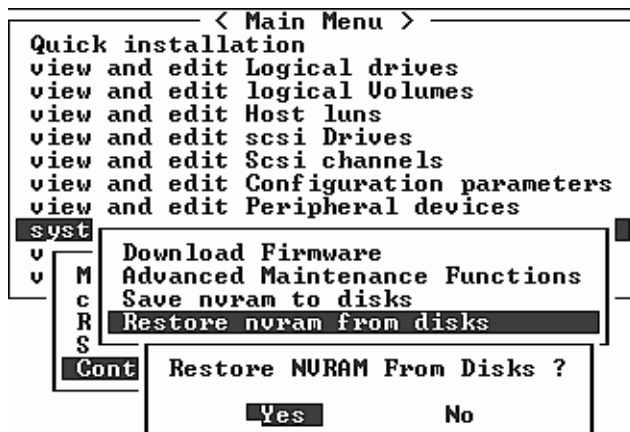 < Main Menu >
Quick installation
view and edit Logical drives
view and edit logical Volumes
view and edit Host luns
view and edit scsi Drives
view and edit Scsi channels
view and edit Configuration parameters
view and edit Peripheral devices
syst
v
Download Firmware
v
M
Advanced Maintenance Functions
c
Save nvram to disks
R
Restore nvram from disks
S
Cont
Restore NVRAM From Disks ?
Yes No